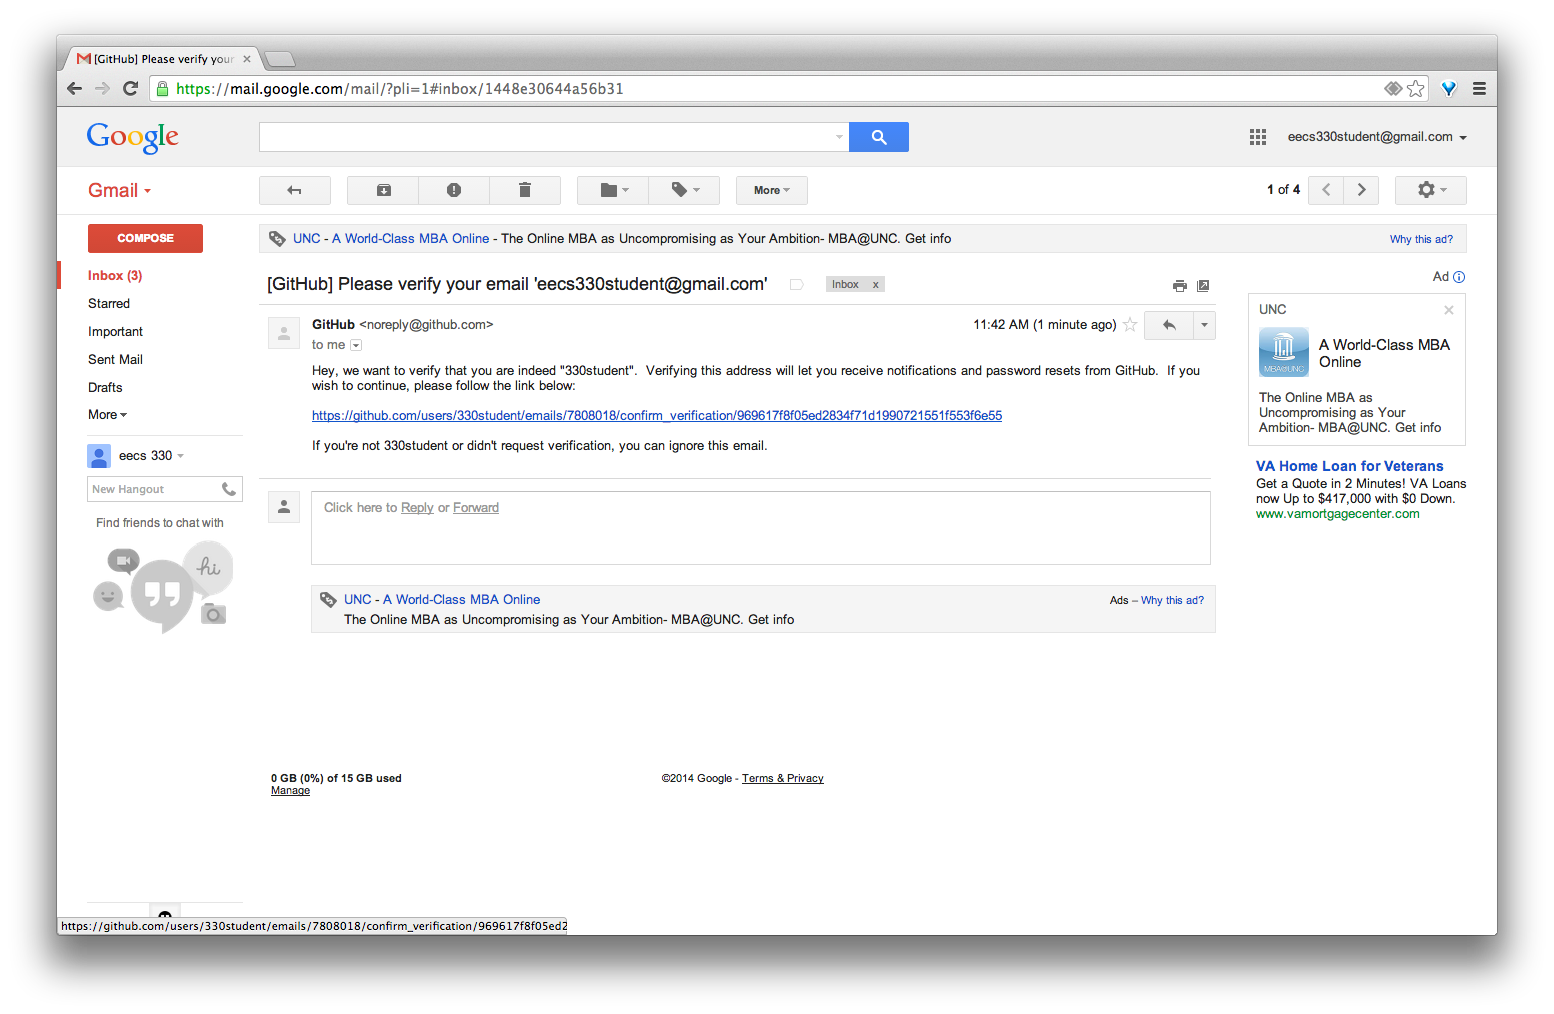 [GitHub] Please verify your
https://mail.google.com/mail/?pli=1#inbox/1448e30644a56b31
Google
eecs330student@gmail.com
Gmail
More
1 of 4
COMPOSE
UNC - A World-Class MBA Online - The Online MBA as Uncompromising as Your Ambition- MBA@UNC. Get info
Why this ad?
Inbox (3)
Starred
Important
Sent Mail
Drafts
More
eecs 330
New Hangout
Find friends to chat with
hi
[GitHub] Please verify your email 'eecs330student@gmail.com'
Inbox x
GitHub <noreply@github.com>
11:42 AM (1 minute ago)
to me
Hey, we want to verify that you are indeed "330student".  Verifying this address will let you receive notifications and password resets from GitHub.  If you
wish to continue, please follow the link below:
https://github.com/users/330student/emails/7808018/confirm_verification/969617f8f05ed2834f71d1990721551f553f6e55
If you're not 330student or didn't request verification, you can ignore this email.
Click here to Reply or Forward
UNC - A World-Class MBA Online
Ads – Why this ad?
The Online MBA as Uncompromising as Your Ambition- MBA@UNC. Get info
Ad
UNC
MBA@UNC
A World-Class MBA
Online
The Online MBA as
Uncompromising as Your
Ambition- MBA@UNC. Get info
VA Home Loan for Veterans
Get a Quote in 2 Minutes! VA Loans
now Up to $417,000 with $0 Down.
www.vamortgagecenter.com
0 GB (0%) of 15 GB used
Manage
©2014 Google - Terms & Privacy
https://github.com/users/330student/emails/7808018/confirm_verification/969617f8f05ed2